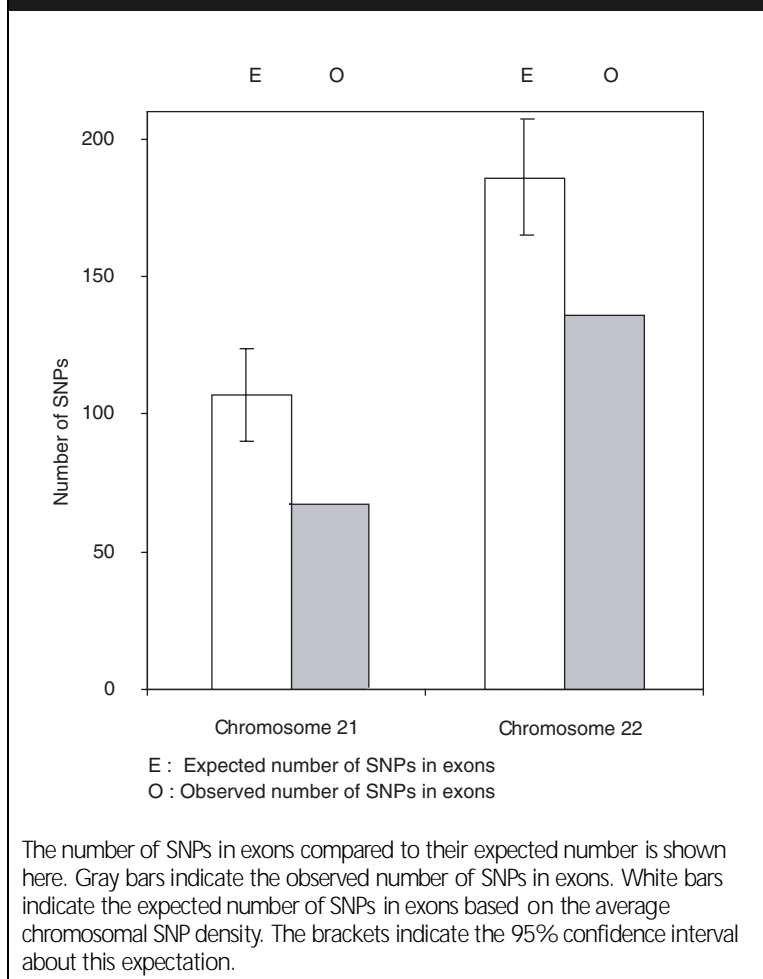 E O E O
200
150
100
50
0
Number of SNPs
Chromosome 21 Chromosome 22
E : Expected number of SNPs in exons
O : Observed number of SNPs in exons
The number of SNPs in exons compared to their expected number is shown
here. Gray bars indicate the observed number of SNPs in exons. White bars
indicate the expected number of SNPs in exons based on the average
chromosomal SNP density. The brackets indicate the 95% confidence interval
about this expectation.